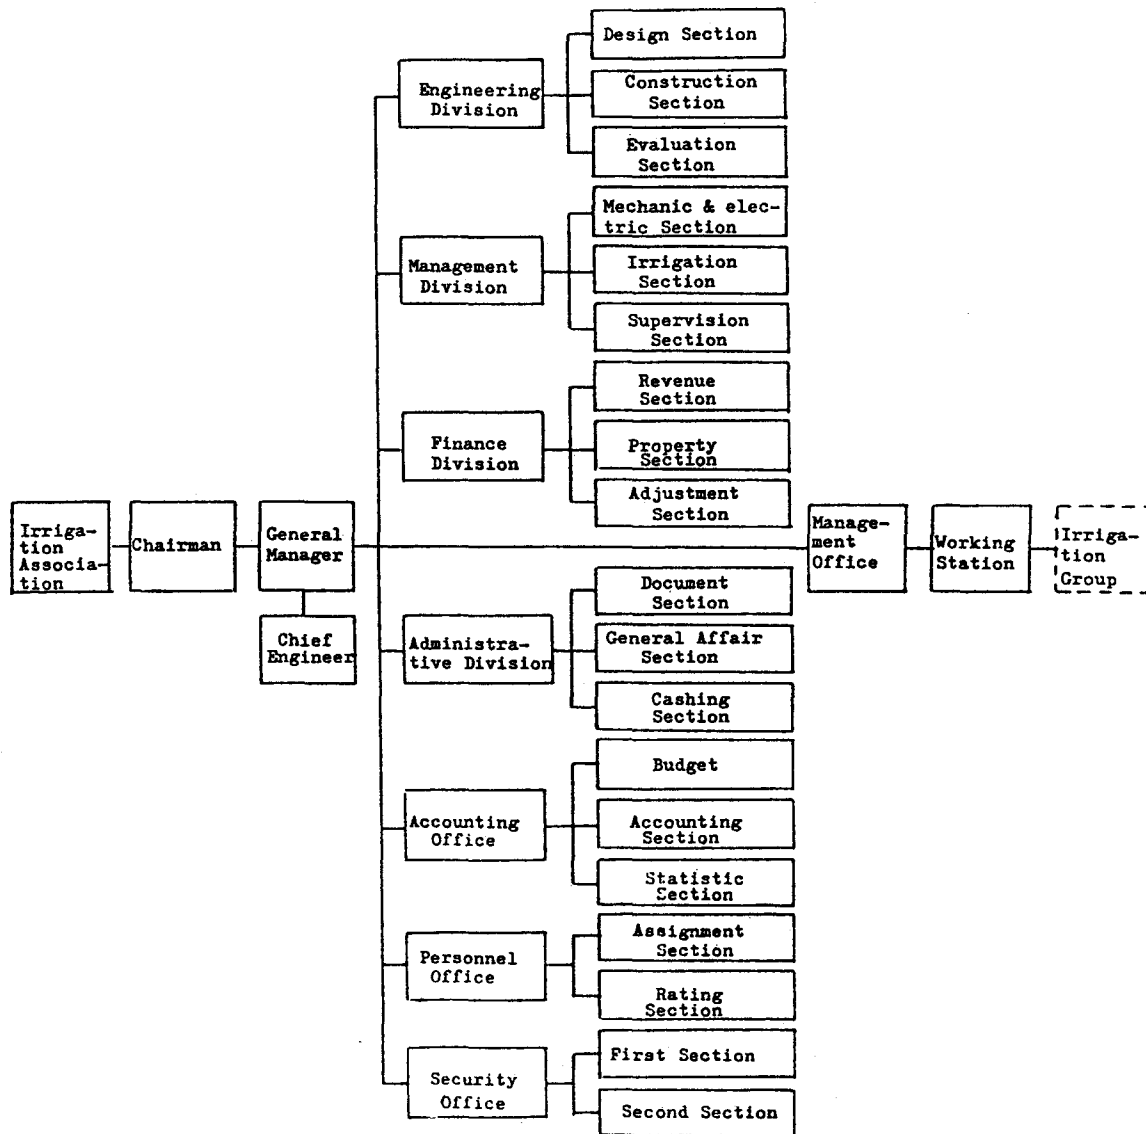 Irriga-
tion
Associa-
tion
Chairman
General
Manager
Chief
Engineer
Engineering
Division
Design Section
Construction
Section
Evaluation
Section
Management
Division
Mechanic & elec-
tric Section
Irrigation
Section
Supervision
Section
Finance
Division
Revenue
Section
Property
Section
Adjustment
Section
Manage-
ment
Office
Working
Station
Irriga-
tion
Group
Administra-
tive Division
Document
Section
General Affair
Section
Cashing
Section
Accounting
Office
Budget
Accounting
Section
Statistic
Section
Personnel
Office
Assignment
Section
Rating
Section
Security
Office
First Section
Second Section